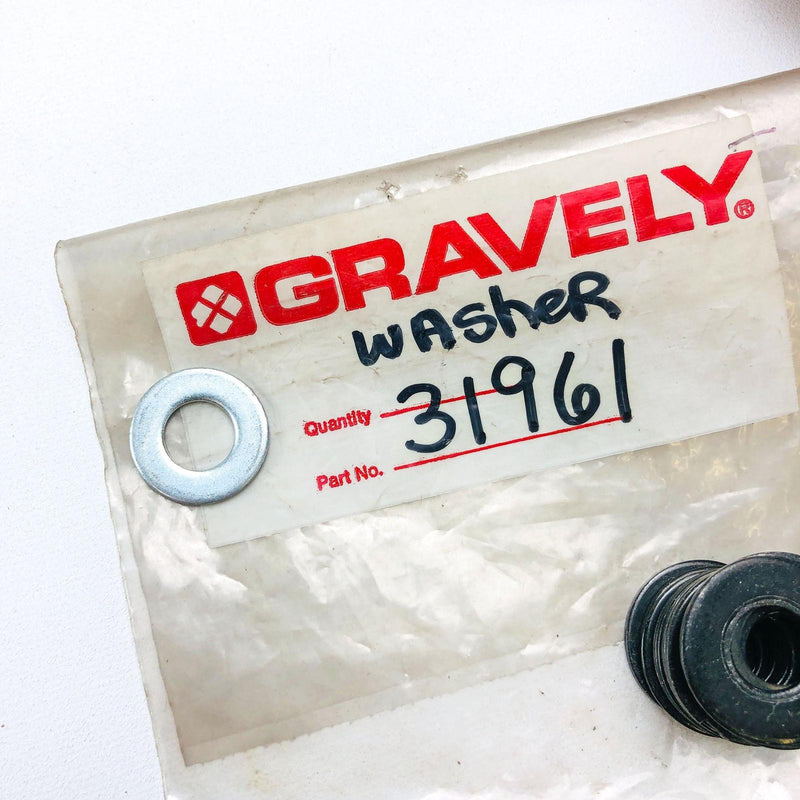 GRAVELY®
WASHER
Quantity
31961
Part No.